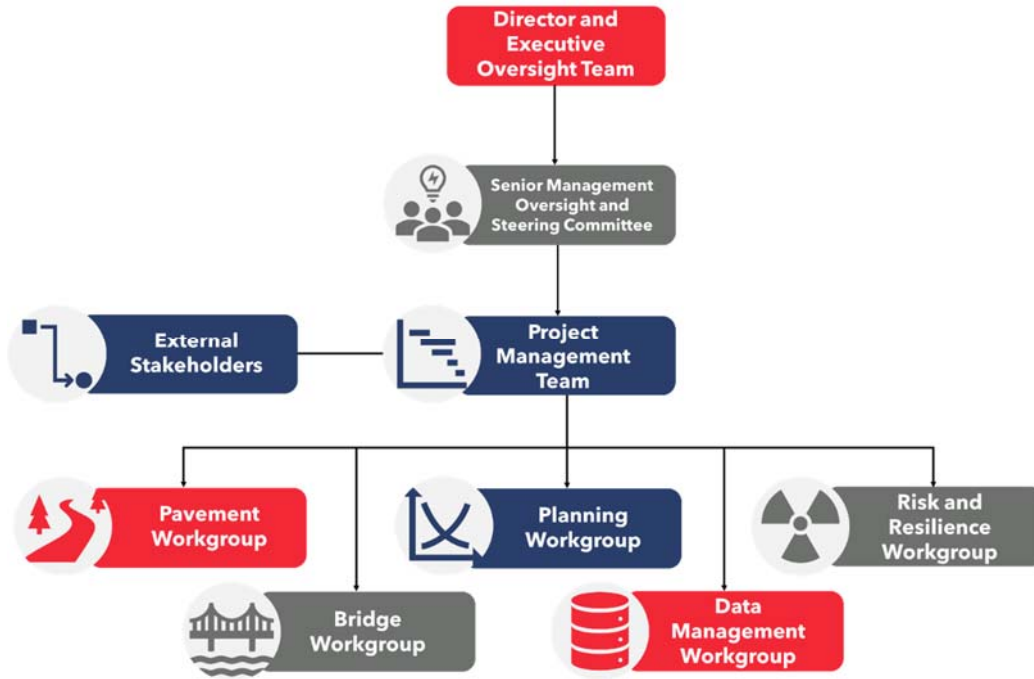 Director and
Executive
Oversight Team
Senior Management
Oversight and
Steering Committee
External
Stakeholders
Project
Management
Team
Pavement
Workgroup
Planning
Workgroup
Risk and
Resilience
Workgroup
Bridge
Workgroup
Data
Management
Workgroup